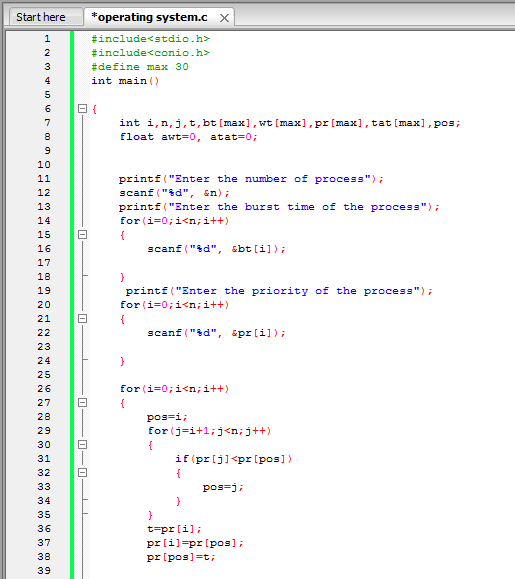 Start here
*operating system.c
1 #include<stdio.h>
2 #include<conio.h>
3 #define max 30
4 int main()
5
6 {
7 int i,n,j,t,bt[max],wt[max],pr[max],tat[max],pos;
8 float awt=0, atat=0;
9
10
11 printf("Enter the number of process");
12 scanf("%d", &n);
13 printf("Enter the burst time of the process");
14 for(i=0;i<n;i++)
15 {
16 scanf("%d", &bt[i]);
17
18 }
19 printf("Enter the priority of the process");
20 for(i=0;i<n;i++)
21 {
22 scanf("%d", &pr[i]);
23
24 }
25
26 for(i=0;i<n;i++)
27 {
28 pos=i;
29 for(j=i+1;j<n;j++)
30 {
31 if(pr[j]<pr[pos])
32 {
33 pos=j;
34 }
35 }
36 t=pr[i];
37 pr[i]=pr[pos];
38 pr[pos]=t;
39